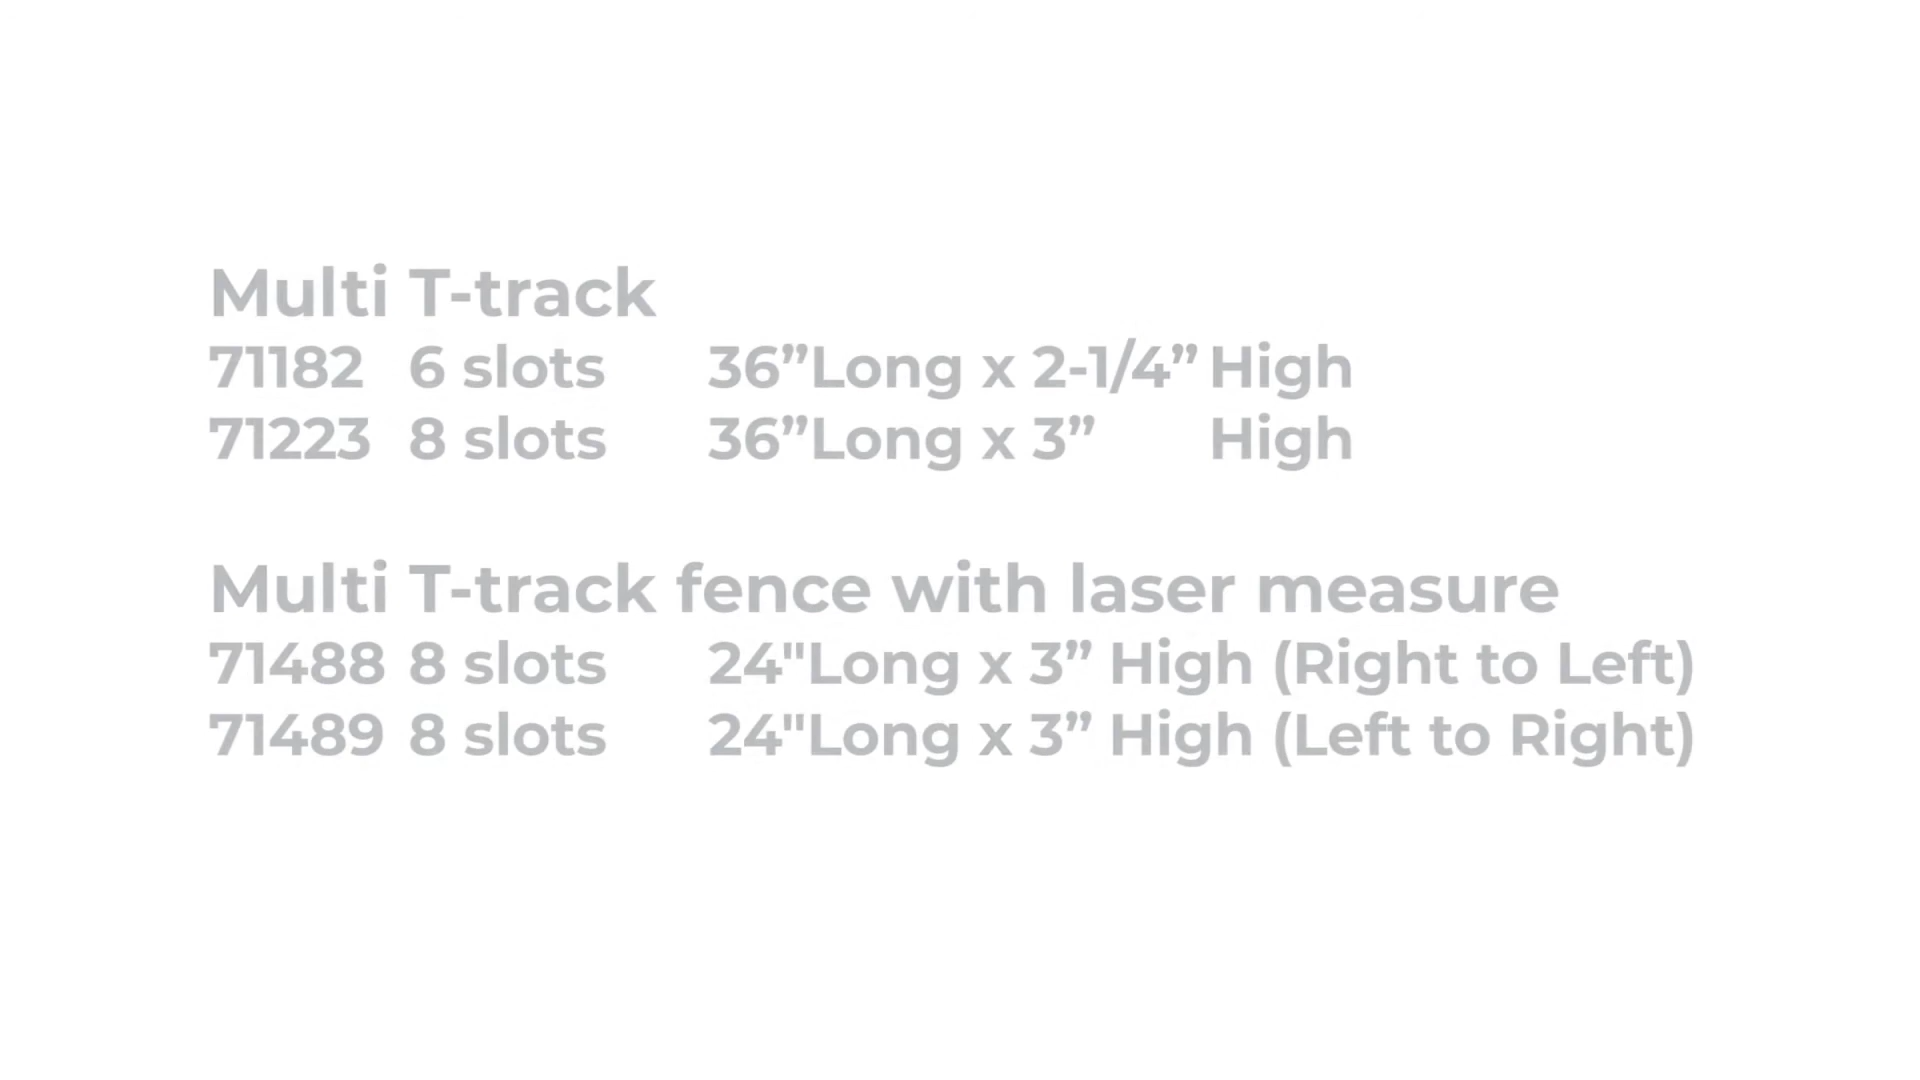 Multi T-track
71182 6 slots 36”Long x 2-1/4” High
71223 8 slots 36”Long x 3” High
Multi T-track fence with laser measure
71488 8 slots 24"Long x 3” High (Right to Left)
71489 8 slots 24"Long x 3” High (Left to Right)